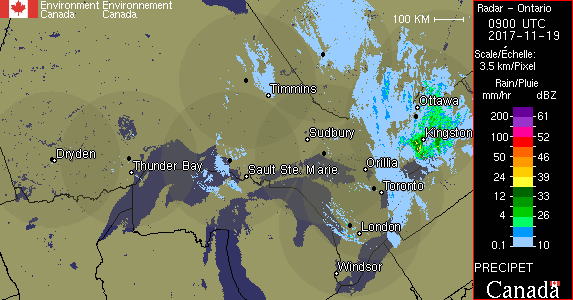 Environment Environnement
Canada Canada
100 KM
Timmins
Ottawa
Sudbury
Kingston
Dryden
Thunder Bay
Sault Ste. Marie
Orillia
Toronto
London
Windsor
Radar - Ontario
0900 UTC
2017-11-19
Scale/Échelle:
3.5 km/Pixel
Rain/Pluie
mm/hr dBZ
200 61
100 52
50 46
24 39
12 33
4 26
0.1 10
PRECIPET
Canada